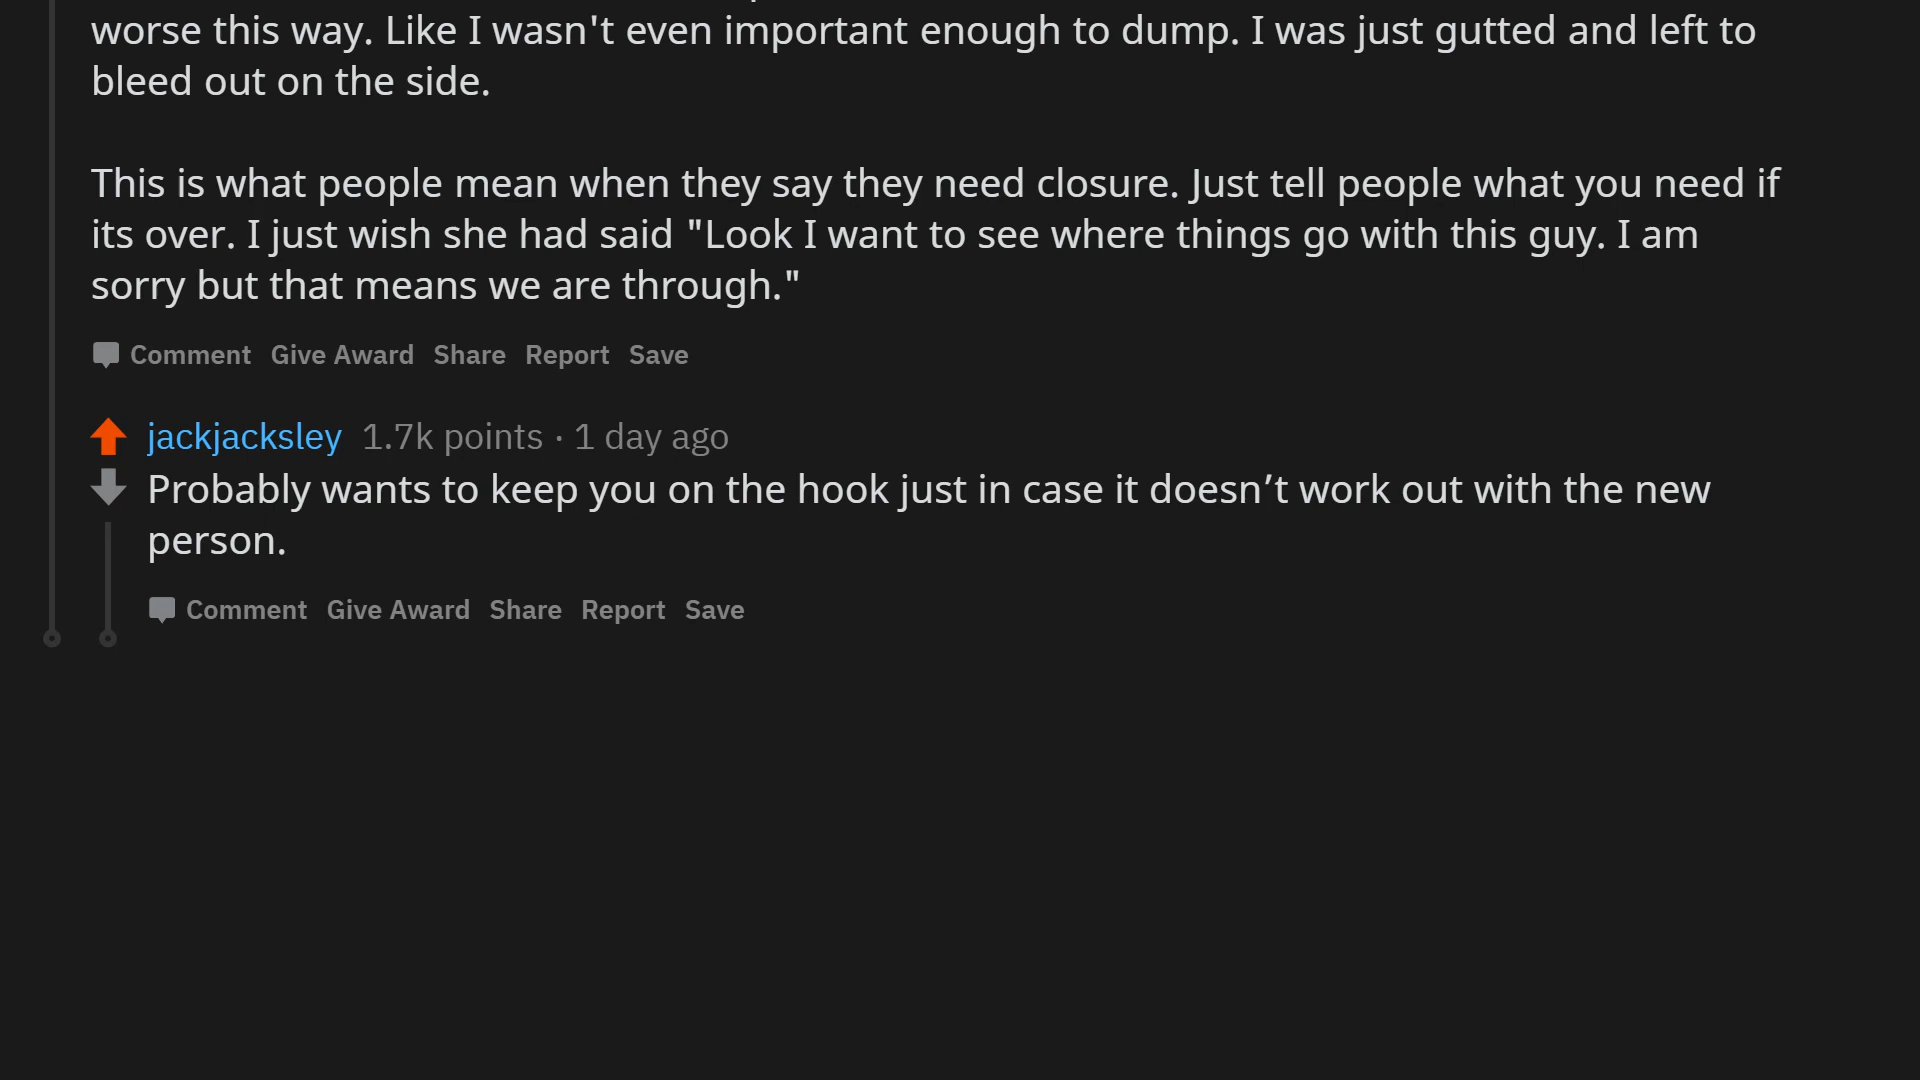 worse this way. Like I wasn't even important enough to dump. I was just gutted and left to
bleed out on the side.
This is what people mean when they say they need closure. Just tell people what you need if
its over. I just wish she had said "Look I want to see where things go with this guy. I am
sorry but that means we are through."
Comment Give Award Share Report Save
jackjacksley 1.7k points · 1 day ago
Probably wants to keep you on the hook just in case it doesn’t work out with the new
person.
Comment Give Award Share Report Save